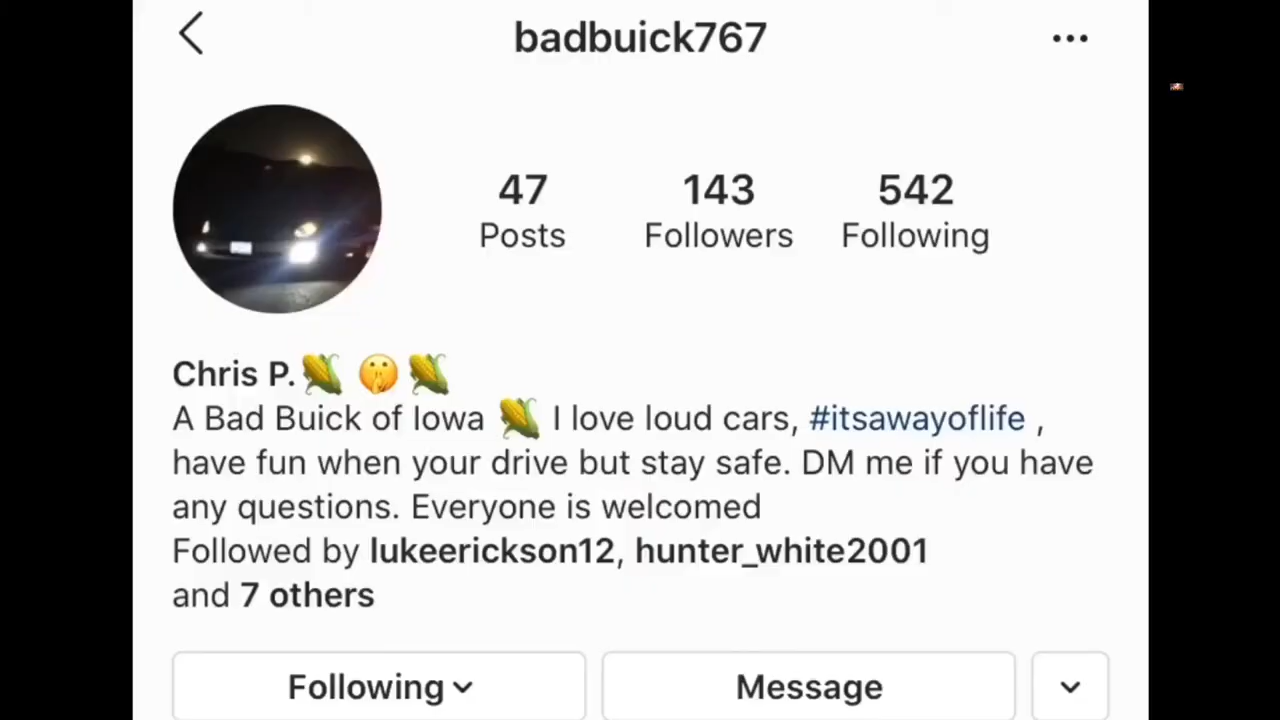 badbuick767
47 143 542
Posts Followers Following
Chris P.🌽 🤫 🌽
A Bad Buick of Iowa 🌽 I love loud cars, #itsawayoflife ,
have fun when your drive but stay safe. DM me if you have
any questions. Everyone is welcomed
Followed by lukeerickson12, hunter_white2001
and 7 others
Following Message